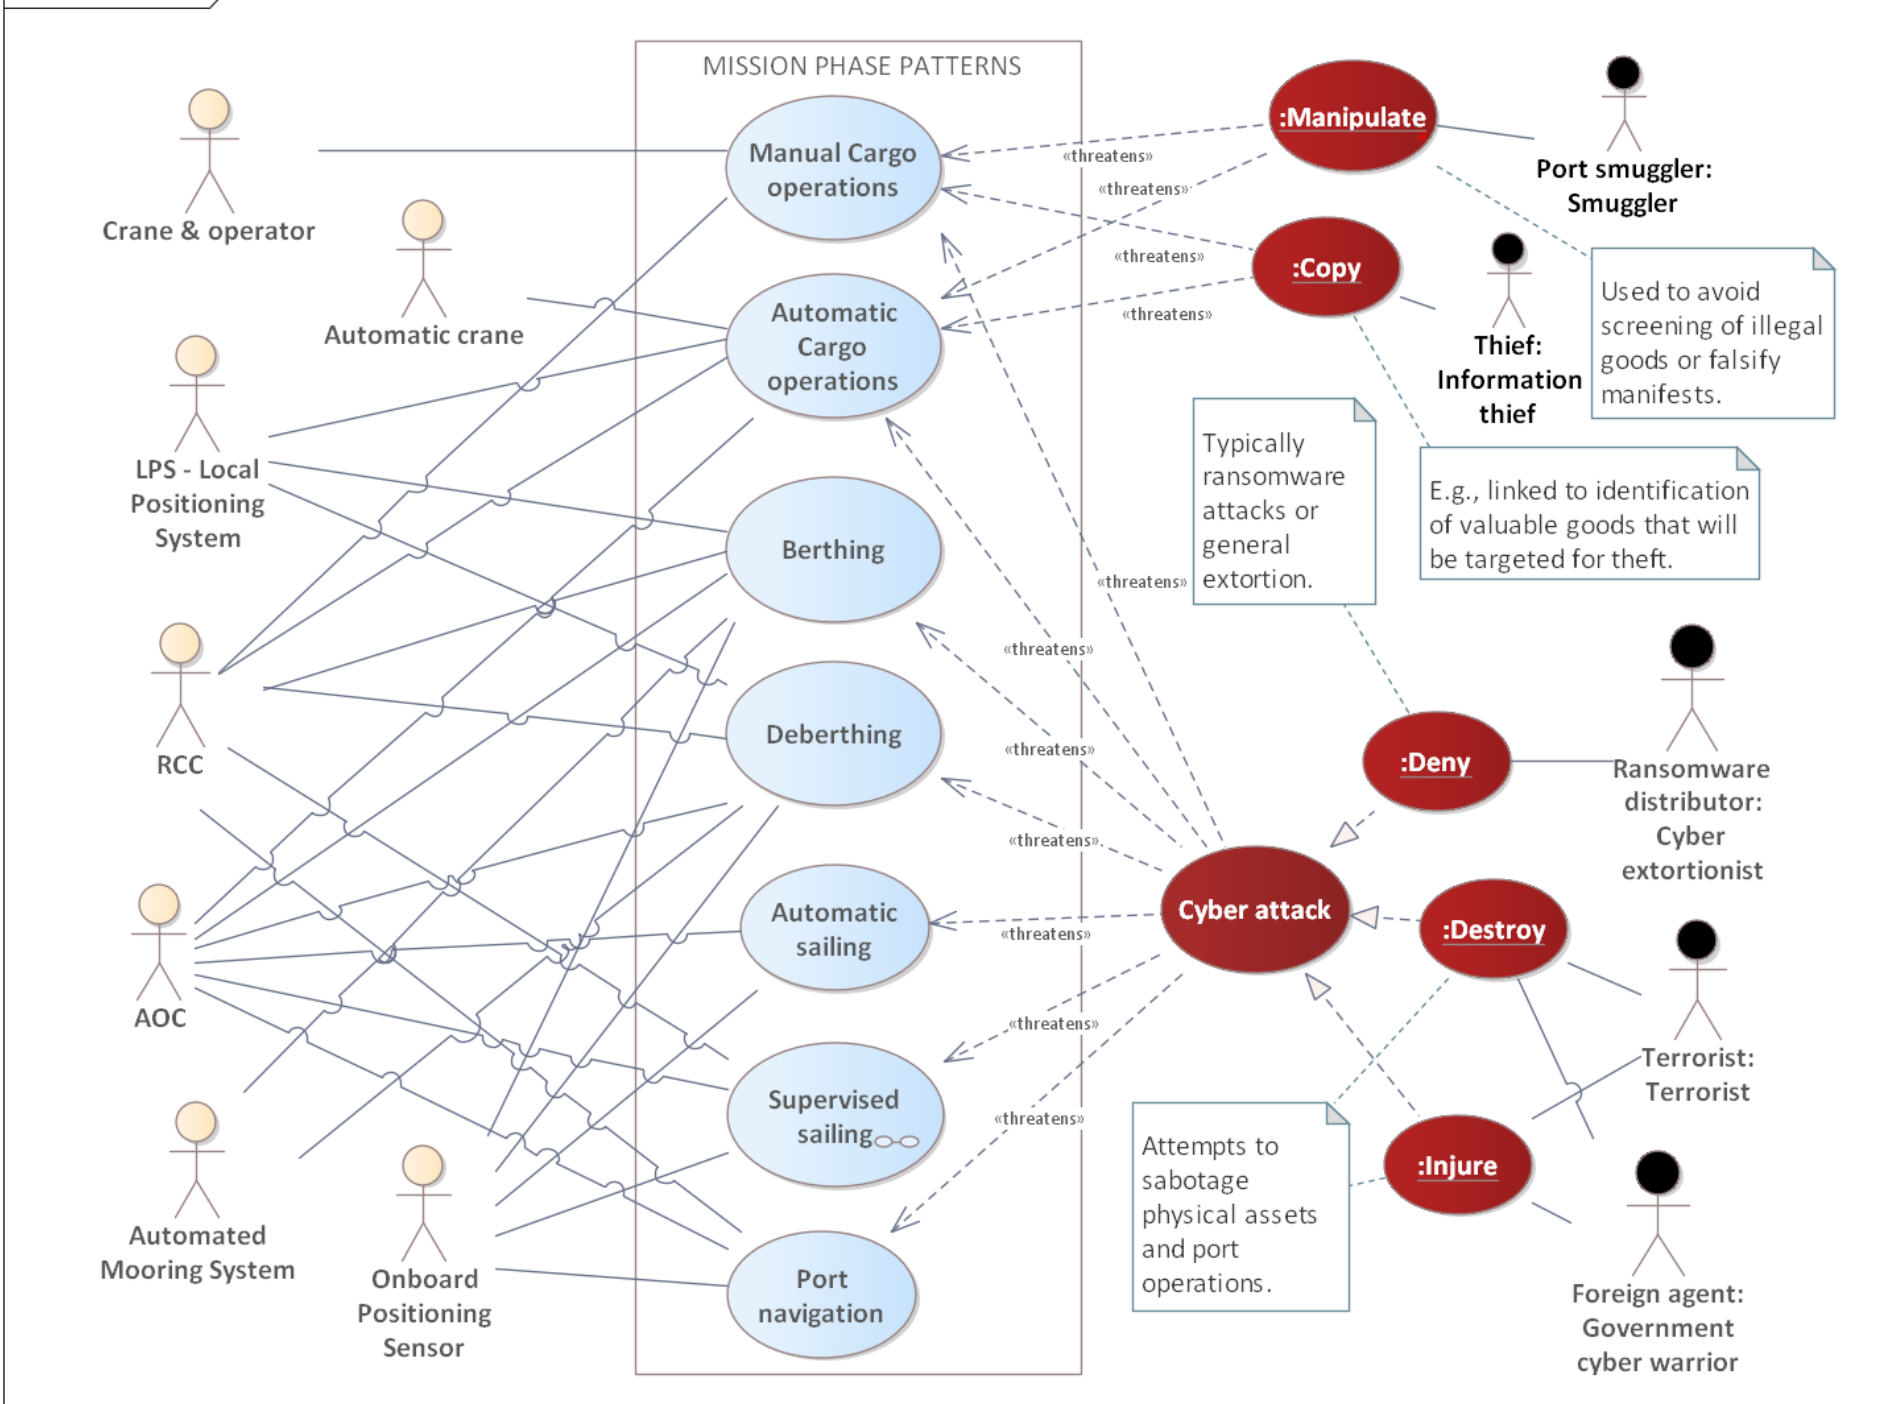 MISSION PHASE PATTERNS
Crane & operator
Automatic crane
LPS - Local
Positioning
System
RCC
AOC
Automated
Mooring System
Onboard
Positioning
Sensor
Manual Cargo
operations
Automatic
Cargo
operations
Berthing
Deberthing
Automatic
sailing
Supervised
sailing
Port
navigation
«threatens»
«threatens»
«threatens»
«threatens»
«threatens»
«threatens»
«threatens»
«threatens»
«threatens»
«threatens»
«threatens»
:Manipulate
:Copy
:Deny
Cyber attack
:Destroy
:Injure
Port smuggler:
Smuggler
Thief:
Information
thief
Used to avoid
screening of illegal
goods or falsify
manifests.
Typically
ransomware
attacks or
general
extortion.
E.g., linked to identification
of valuable goods that will
be targeted for theft.
Ransomware
distributor:
Cyber
extortionist
Terrorist:
Terrorist
Attempts to
sabotage
physical assets
and port
operations.
Foreign agent:
Government
cyber warrior